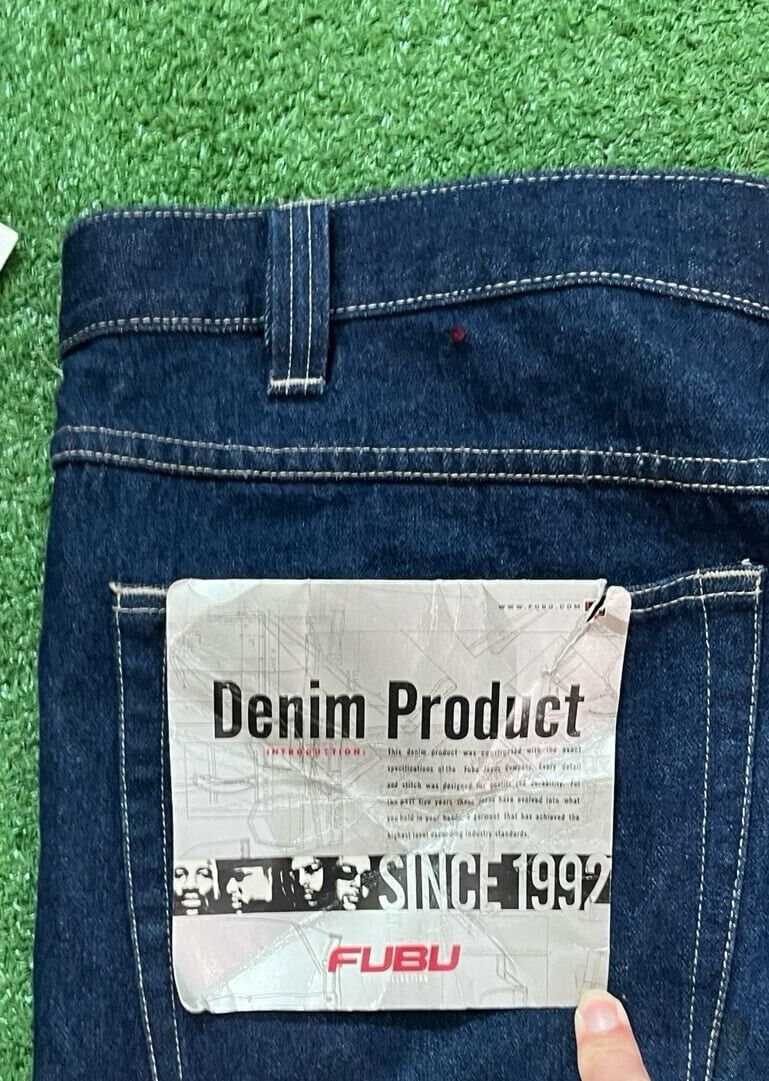 WWW.FUBU.COM
Denim Product
INTRODUCTION: This denim product was constructed with the exact
specifications of the Fubu Jeans Company. Every detail
and stitch was designed for quality and durability. For
the past five years these jeans have evolved into what
you hold in your hands a garment that has achieved the
highest level ascending industry standards.
SINCE 1992
FUBU